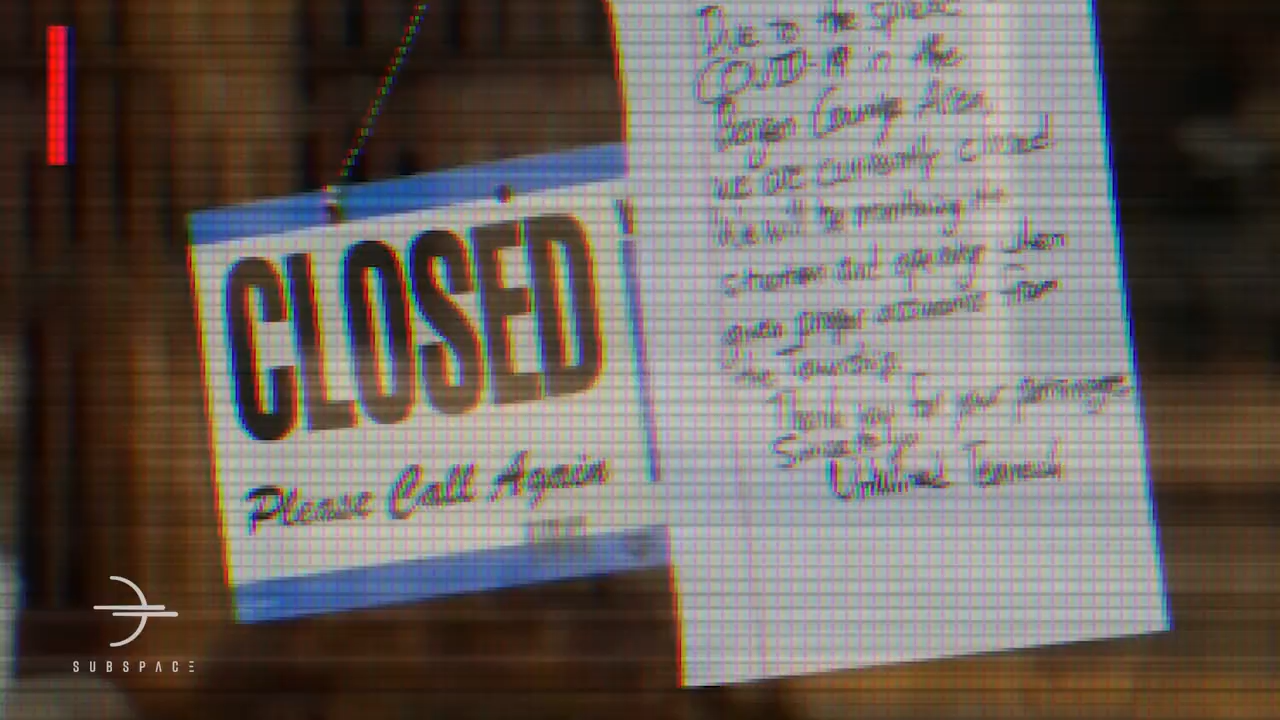 CLOSED
Please Call Again
Due to the spread
COVID-19 in the
Bergen County Area,
we are currently closed.
We will be monitoring the
situation and opening when
given proper accordance from
the Township.
Thank you for your patronage
Sincerely
Teaneck
SUBSPACE